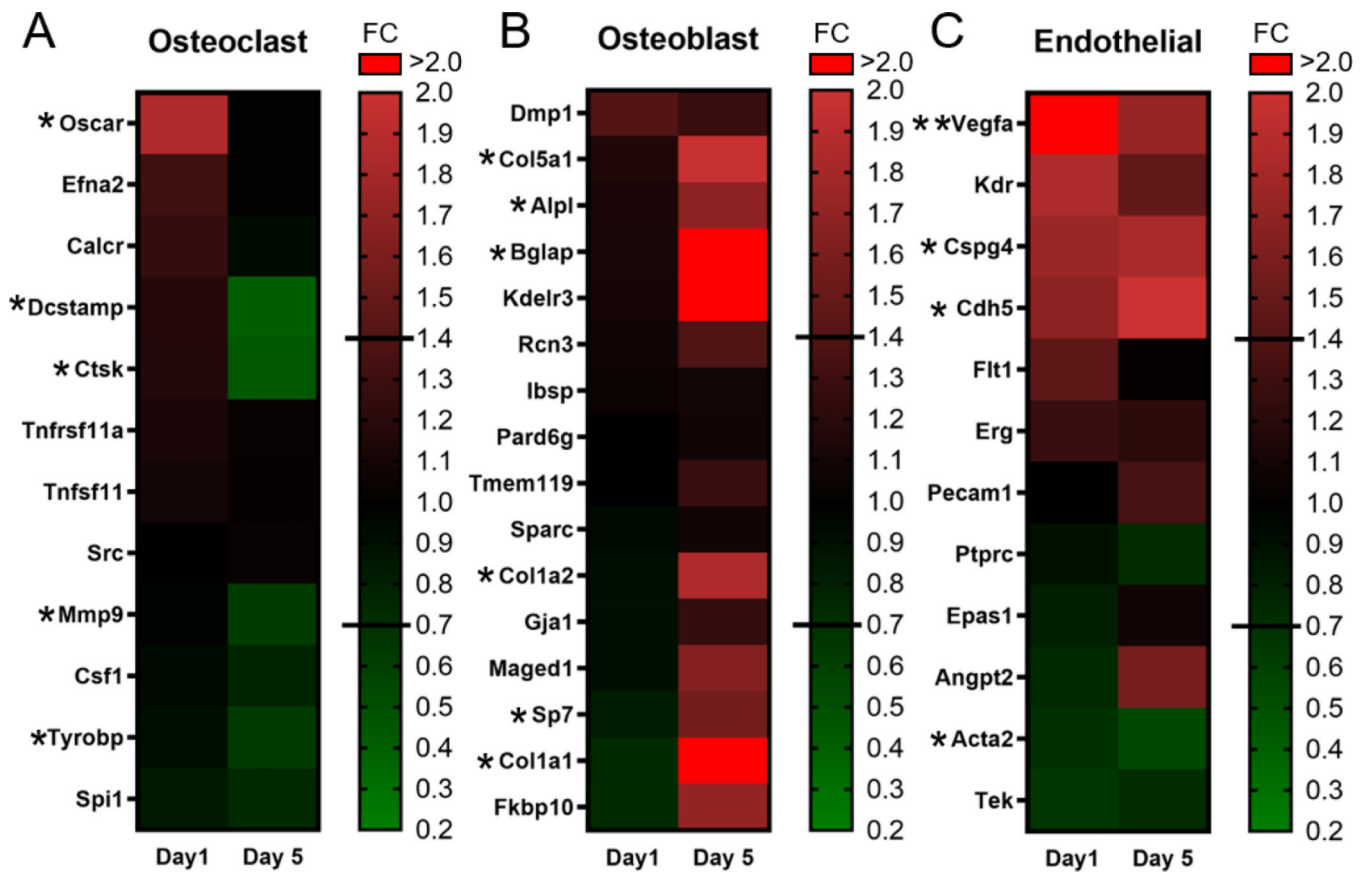 A
Osteoclast
FC
>2.0
* Oscar
Efna2
Calcr
*Dcstamp
* Ctsk
Tnfrsf11a
Tnfsf11
Src
* Mmp9
Csf1
*Tyrobp
Spi1
Day1 Day 5
2.0
1.9
1.8
1.7
1.6
1.5
1.4
1.3
1.2
1.1
1.0
0.9
0.8
0.7
0.6
0.5
0.4
0.3
0.2
B
Osteoblast
FC
>2.0
Dmp1
* Col5a1
* Alpl
* Bglap
Kdelr3
Rcn3
Ibsp
Pard6g
Tmem119
Sparc
* Col1a2
Gja1
Maged1
* Sp7
* Col1a1
Fkbp10
Day1 Day 5
2.0
1.9
1.8
1.7
1.6
1.5
1.4
1.3
1.2
1.1
1.0
0.9
0.8
0.7
0.6
0.5
0.4
0.3
0.2
C
Endothelial
FC
>2.0
* *Vegfa
Kdr
* Cspg4
* Cdh5
Flt1
Erg
Pecam1
Ptprc
Epas1
Angpt2
* Acta2
Tek
Day1 Day 5
2.0
1.9
1.8
1.7
1.6
1.5
1.4
1.3
1.2
1.1
1.0
0.9
0.8
0.7
0.6
0.5
0.4
0.3
0.2